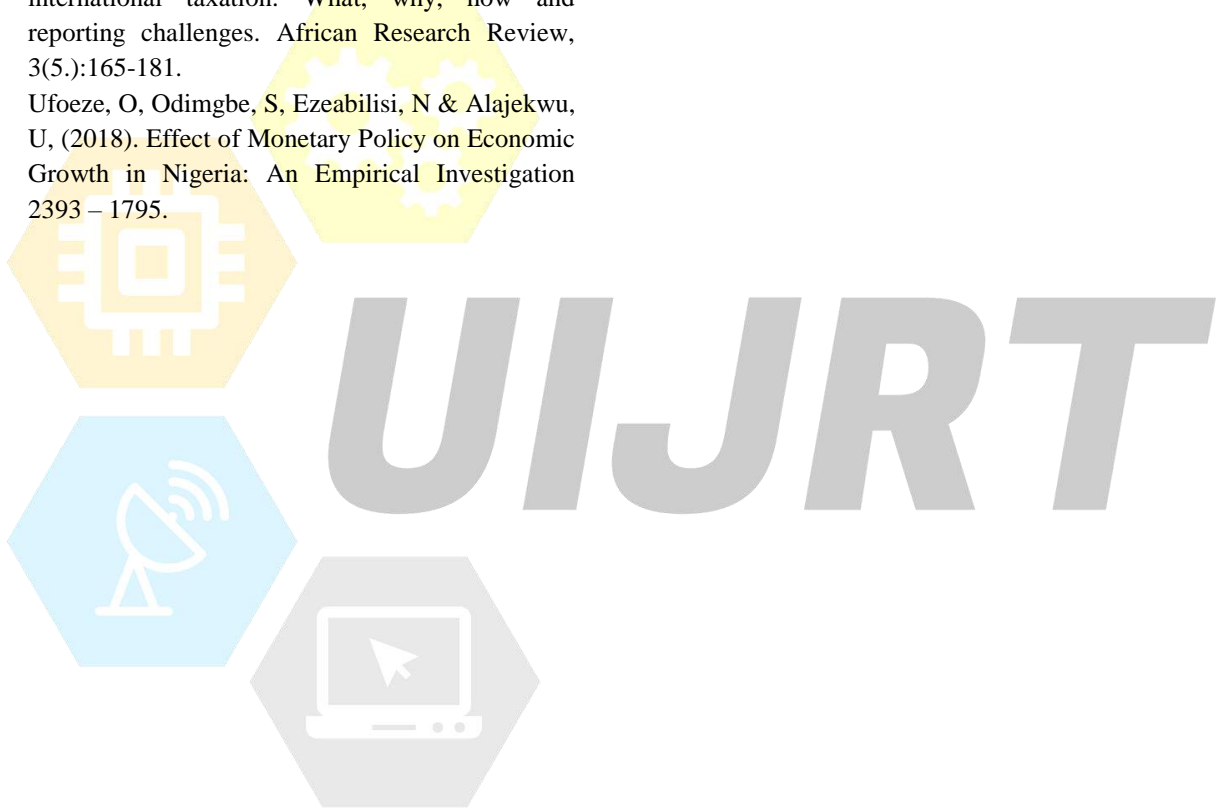 international taxation: What, why, how and
reporting challenges. African Research Review,
3(5.):165-181.
Ufoeze, O, Odimgbe, S, Ezeabilisi, N & Alajekwu,
U, (2018). Effect of Monetary Policy on Economic
Growth in Nigeria: An Empirical Investigation
2393 – 1795.
UIJRT